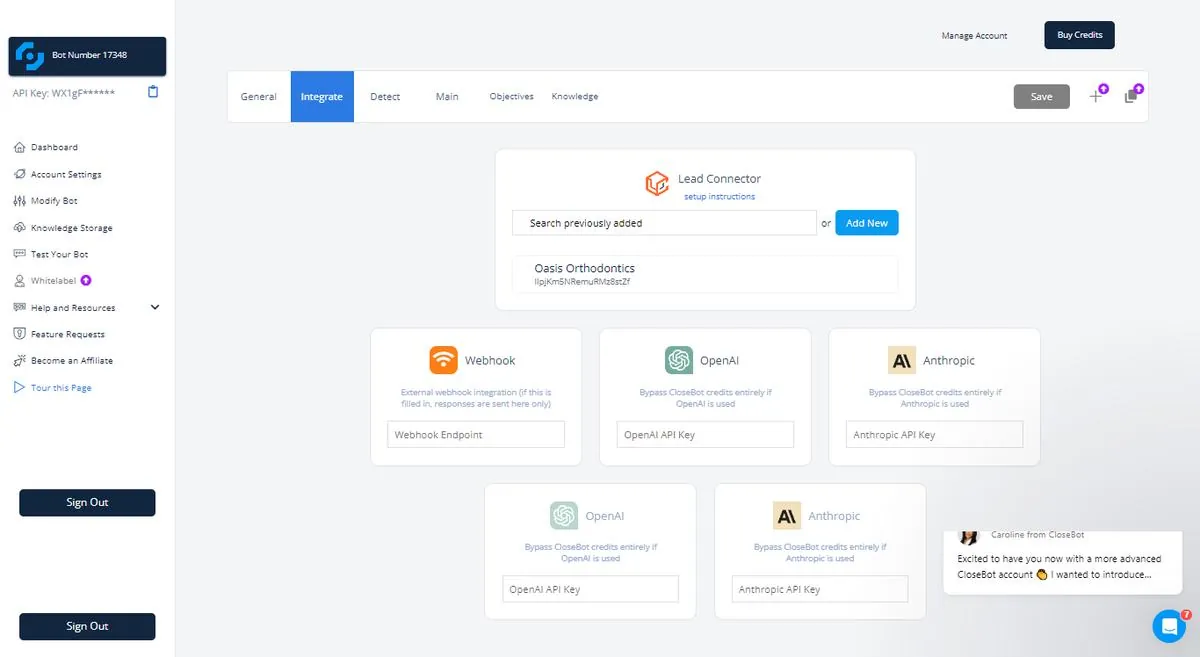 Bot Number 17348
API Key: WX1gF******
Dashboard
Account Settings
Modify Bot
Knowledge Storage
Test Your Bot
Whitelabel
Help and Resources
Feature Requests
Become an Affiliate
Tour this Page
Sign Out
Sign Out
Manage Account
Buy Credits
General
Integrate
Detect
Main
Objectives
Knowledge
Save
Lead Connector
setup instructions
Search previously added
or
Add New
Oasis Orthodontics
Webhook
External webhook integration (if this is
filled in, responses are sent here only)
Webhook Endpoint
OpenAI
Bypass CloseBot credits entirely if
OpenAI is used
OpenAI API Key
Anthropic
Bypass CloseBot credits entirely if
Anthropic is used
Anthropic API Key
OpenAI
Bypass CloseBot credits entirely if
OpenAI is used
OpenAI API Key
Anthropic
Bypass CloseBot credits entirely if
Anthropic is used
Anthropic API Key
Caroline from CloseBot
Excited to have you now with a more advanced
CloseBot account 👏 I wanted to introduce...
7